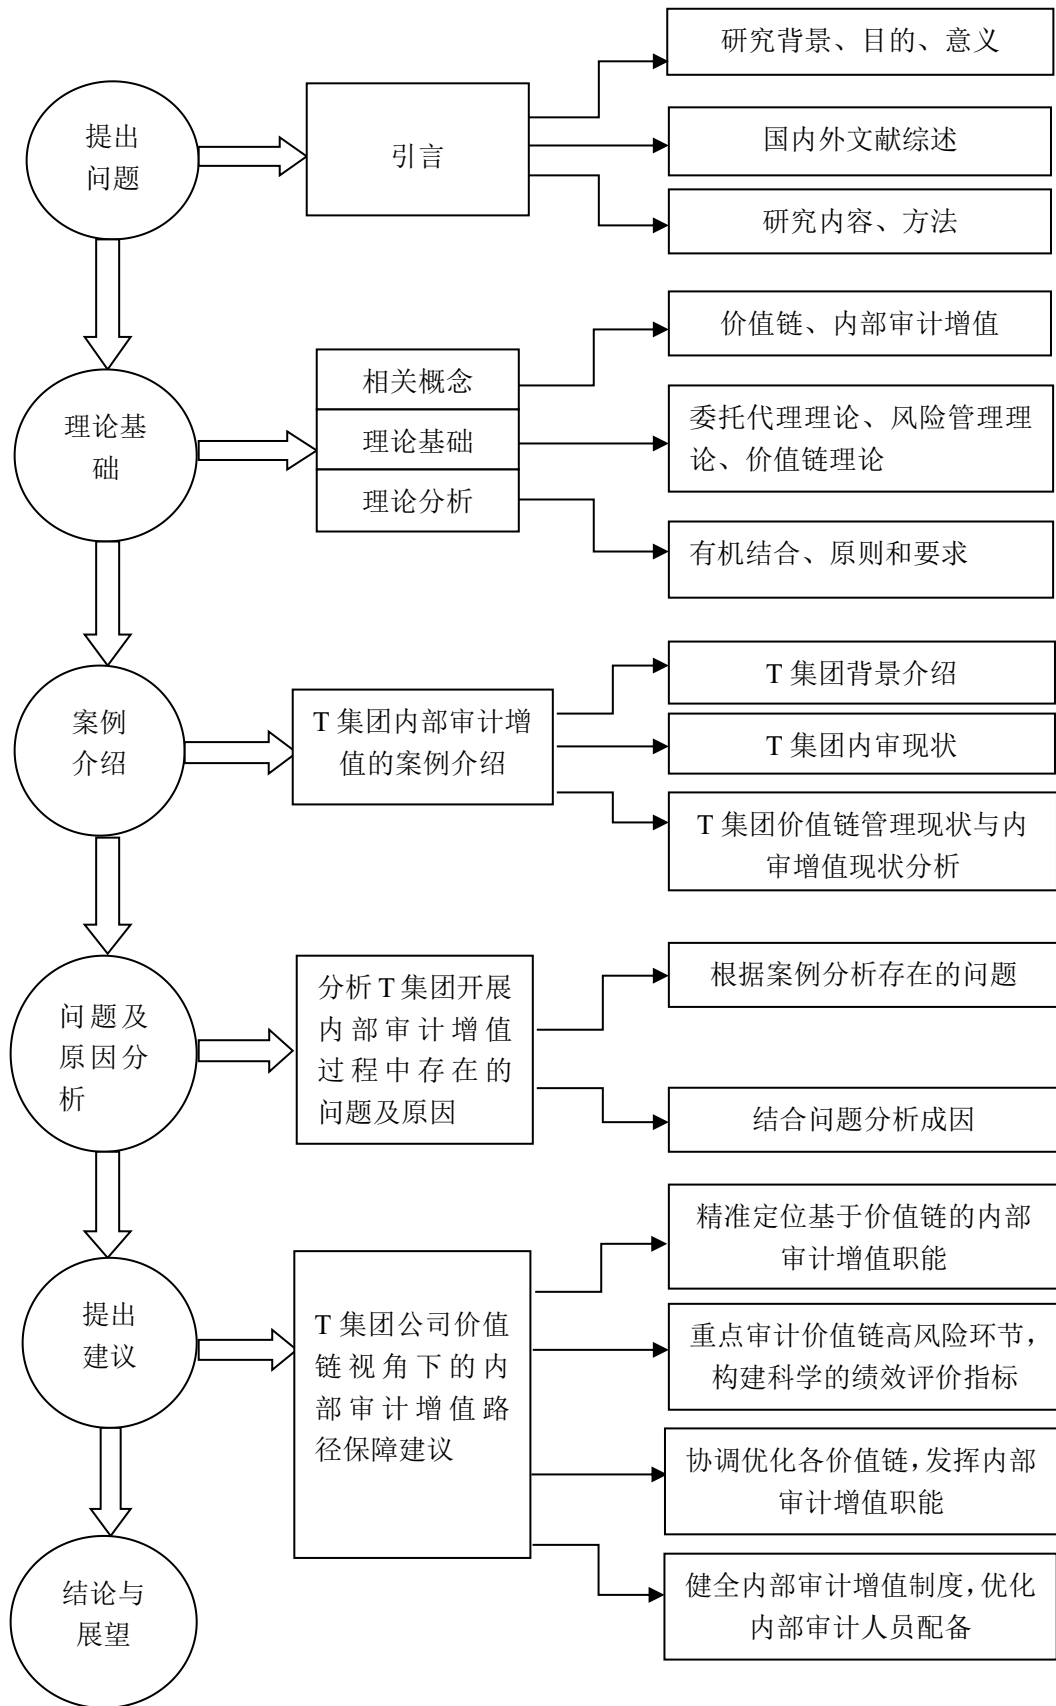 提出
问题
引言
研究背景、目的、意义
国内外文献综述
研究内容、方法
理论基
础
相关概念
理论基础
理论分析
价值链、内部审计增值
委托代理理论、风险管理理
论、价值链理论
有机结合、原则和要求
案例
介绍
T 集团内部审计增
值的案例介绍
T 集团背景介绍
T 集团内审现状
T 集团价值链管理现状与内
审增值现状分析
问题及
原因分
析
分析 T 集团开展
内部审计增值
过程中存在的
问题及原因
根据案例分析存在的问题
结合问题分析成因
提出
建议
T 集团公司价值
链视角下的内
部审计增值路
径保障建议
精准定位基于价值链的内部
审计增值职能
重点审计价值链高风险环节，
构建科学的绩效评价指标
协调优化各价值链，发挥内部
审计增值职能
健全内部审计增值制度，优化
内部审计人员配备
结论与
展望